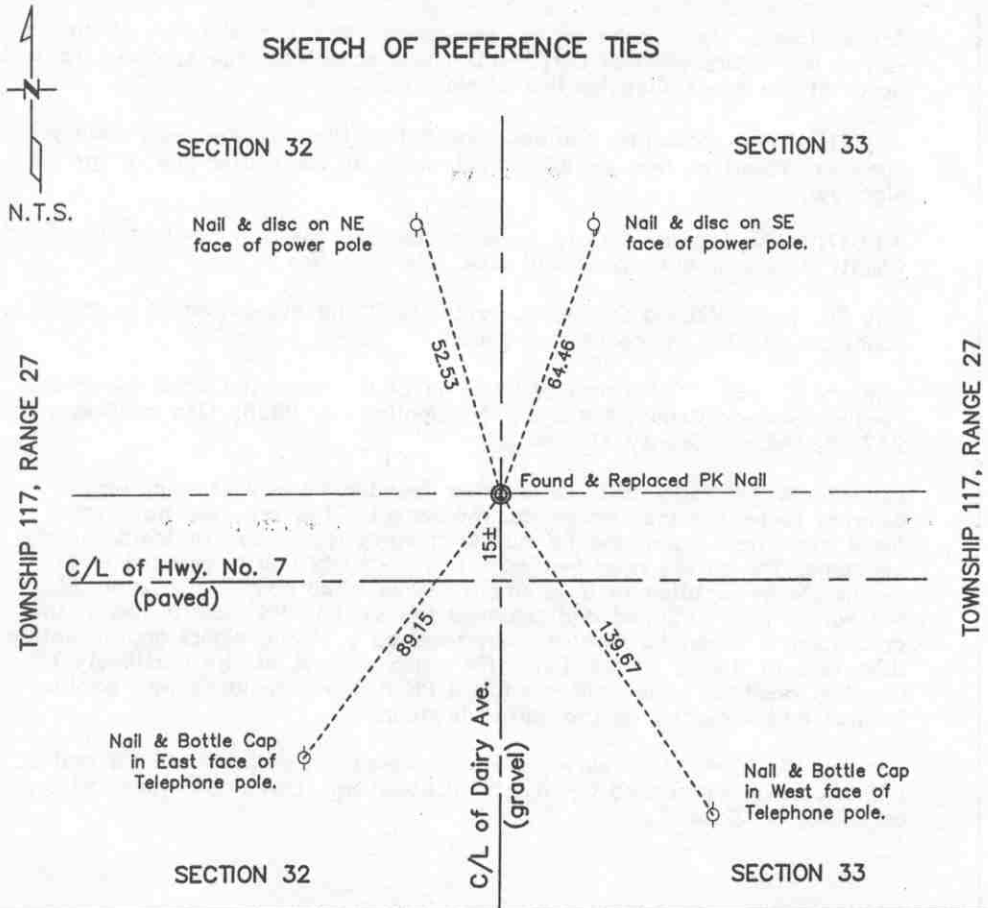 SKETCH OF REFERENCE TIES
N
N.T.S.
SECTION 32
SECTION 33
Nail & disc on NE
face of power pole
Nail & disc on SE
face of power pole.
52.53
64.46
TOWNSHIP 117, RANGE 27
TOWNSHIP 117, RANGE 27
Found & Replaced PK Nail
15±
C/L of Hwy. No. 7
(paved)
89.15
139.67
Nail & Bottle Cap
in East face of
Telephone pole.
C/L of Dairy Ave.
(gravel)
Nail & Bottle Cap
in West face of
Telephone pole.
SECTION 32
SECTION 33